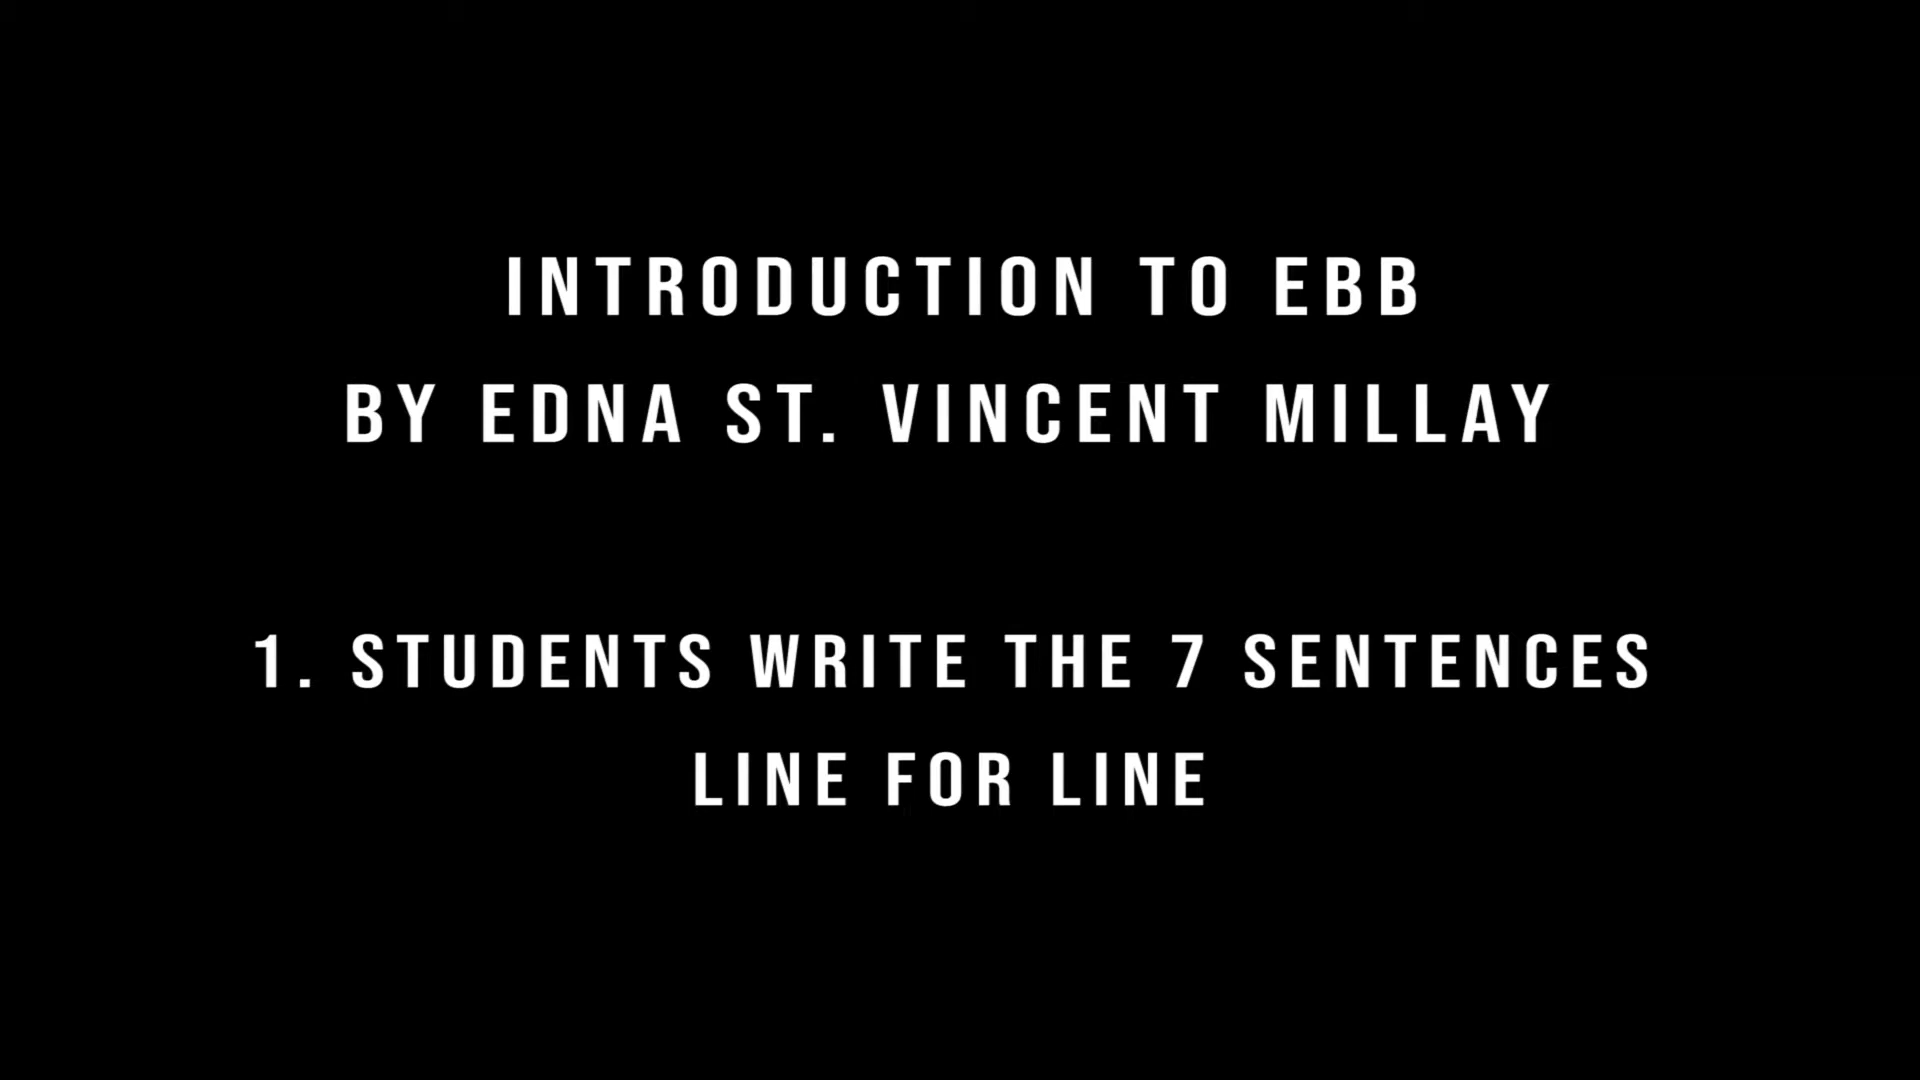 INTRODUCTION TO EBB
BY EDNA ST. VINCENT MILLAY
1. STUDENTS WRITE THE 7 SENTENCES
LINE FOR LINE